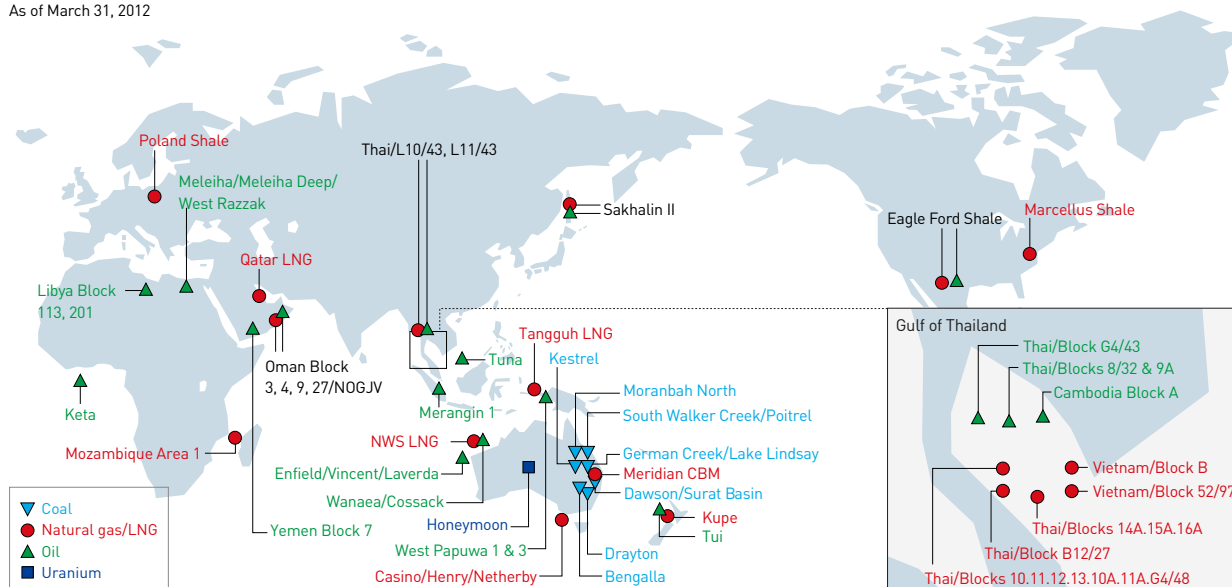 As of March 31, 2012
Poland Shale
Meleiha/Meleiha Deep/
West Razzak
Qatar LNG
Libya Block
113, 201
Oman Block
3, 4, 9, 27/NOGJV
Keta
Mozambique Area 1
Yemen Block 7
Thai/L10/43, L11/43
Sakhalin II
Tangguh LNG
Kestrel
Tuna
Merangin 1
Moranbah North
South Walker Creek/Poitrel
NWS LNG
German Creek/Lake Lindsay
Enfield/Vincent/Laverda
Meridian CBM
Wanaea/Cossack
Dawson/Surat Basin
Honeymoon
Kupe
Tui
West Papuwa 1 & 3
Drayton
Casino/Henry/Netherby
Bengalla
Eagle Ford Shale
Marcellus Shale
Gulf of Thailand
Thai/Block G4/43
Thai/Blocks 8/32 & 9A
Cambodia Block A
Vietnam/Block B
Vietnam/Block 52/97
Thai/Blocks 14A.15A.16A
Thai/Block B12/27
Thai/Blocks 10.11.12.13.10A.11A.G4/48
Coal
Natural gas/LNG
Oil
Uranium